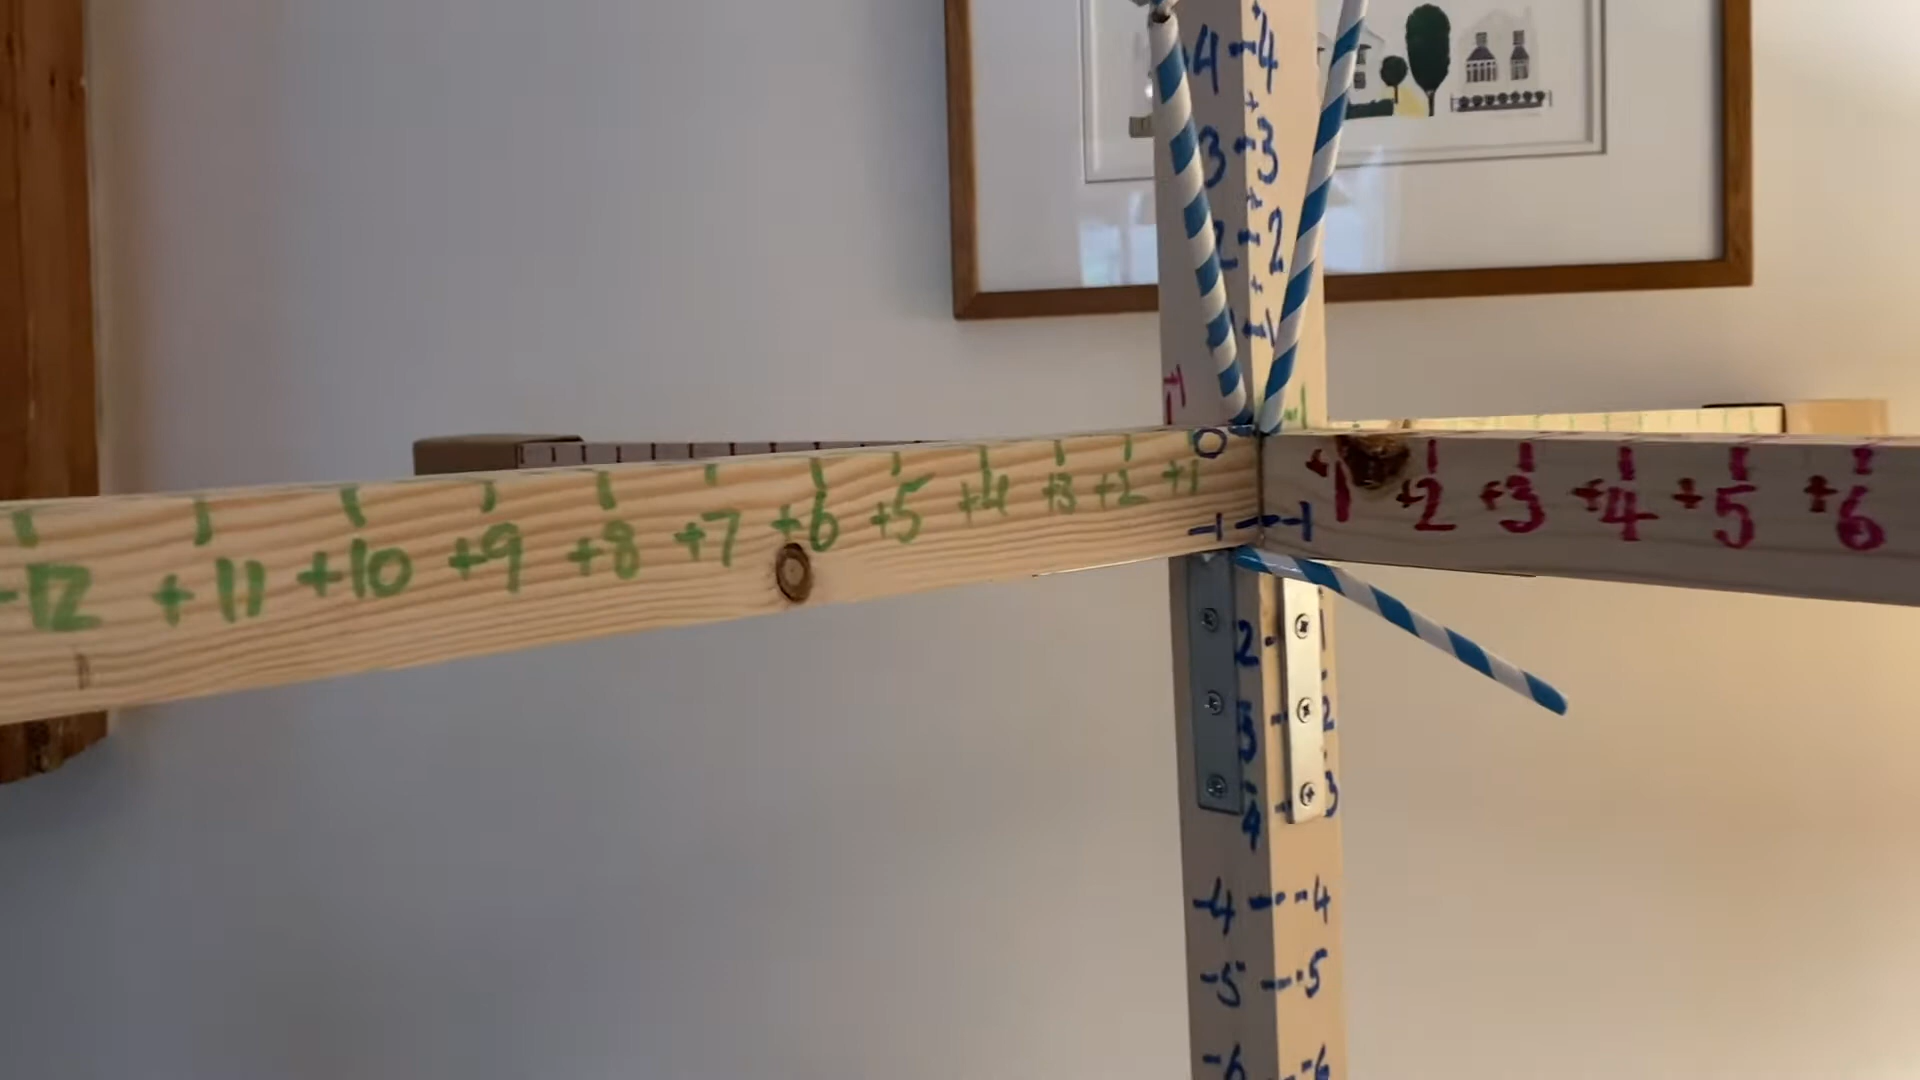 4 - 4
+
3 - 3
+
2 - 2
+
-1
+1
0
+12 +11 +10 +9 +8 +7 +6 +5 +4 +3 +2 +1
+1 +2 +3 +4 +5 +6
-1 - -1
2 - 1
3 - 2
4 - 3
-4 - -4
-5 - -5
-6 - -6